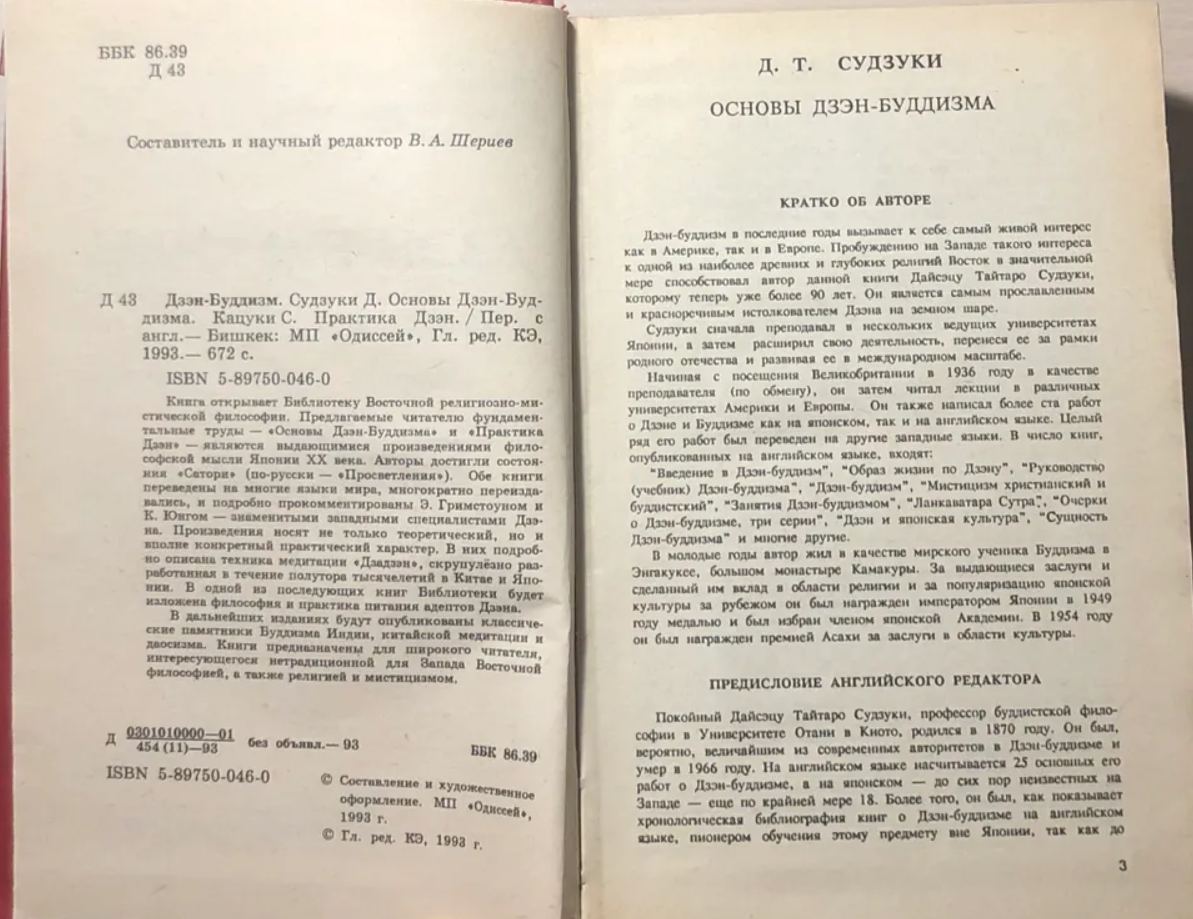 ББК 86.39
Д 43
Составитель и научный редактор В. А. Шериев
Д 43 Дзэн-Буддизм. Судзуки Д. Основы Дзэн-Буд-
дизма. Кацуки С. Практика Дзэн. / Пер. с
англ.— Бишкек: МП «Одиссей», Гл. ред. КЭ,
1993.— 672 с.
ISBN 5-89750-046-0
Книга открывает Библиотеку Восточной религиозно-ми-
стической философии. Предлагаемые читателю фундамен-
тальные труды — «Основы Дзэн-Буддизма» и «Практика
Дзэн» — являются выдающимися произведениями фило-
софской мысли Японии XX века. Авторы достигли состоя-
ния «Сатори» (по-русски — «Просветления»). Обе книги
переведены на многие языки мира, многократно переизда-
вались, и подробно прокомментированы Э. Гримстоуном и
К. Юнгом — знаменитыми западными специалистами Дзэ-
на. Произведения носят не только теоретический, но и
вполне конкретный практический характер. В них подроб-
но описана техника медитации «Дзадзэн», скрупулёзно раз-
работанная в течение полутора тысячелетий в Китае и Япо-
нии. В одной из последующих книг Библиотеки будет
изложена философия и практика питания адептов Дзэна.
В дальнейших изданиях будут опубликованы классиче-
ские памятники Буддизма Индии, китайской медитации и
даосизма. Книги предназначены для широкого читателя,
интересующегося нетрадиционной для Запада Восточной
философией, а также религией и мистицизмом.
Д 0301010000—01
454 (11)—93 без объявл.— 93
ББК 86.39
ISBN 5-89750-046-0
© Составление и художественное
оформление. МП «Одиссей»,
1993 г.
© Гл. ред. КЭ, 1993 г.
Д. Т. СУДЗУКИ
ОСНОВЫ ДЗЭН-БУДДИЗМА
КРАТКО ОБ АВТОРЕ
Дзэн-буддизм в последние годы вызывает к себе самый живой интерес
как в Америке, так и в Европе. Пробуждению на Западе такого интереса
к одной из наиболее древних и глубоких религий Восток в значительной
мере способствовал автор данной книги Дайсэцу Тайтаро Судзуки,
которому теперь уже более 90 лет. Он является самым прославленным
и красноречивым истолкователем Дзэна на земном шаре.
Судзуки сначала преподавал в нескольких ведущих университетах
Японии, а затем расширил свою деятельность, перенеся ее за рамки
родного отечества и развивая ее в международном масштабе.
Начиная с посещения Великобритании в 1936 году в качестве
преподавателя (по обмену), он затем читал лекции в различных
университетах Америки и Европы. Он также написал более ста работ
о Дзэне и Буддизме как на японском, так и на английском языке. Целый
ряд его работ был переведен на другие западные языки. В число книг,
опубликованных на английском языке, входят:
"Введение в Дзэн-буддизм", "Образ жизни по Дзэну", "Руководство
(учебник) Дзэн-буддизма", "Дзэн-буддизм", "Мистицизм христианский и
буддистский", "Занятия Дзэн-буддизмом", "Ланкаватара Сутра", "Очерки
о Дзэн-буддизме, три серии", "Дзэн и японская культура", "Сущность
Дзэн-буддизма" и многие другие.
В молодые годы автор жил в качестве мирского ученика Буддизма в
Энгакукесе, большом монастыре Камакуры. За выдающиеся заслуги и
сделанный им вклад в области религии и за популяризацию японской
культуры за рубежом он был награжден императором Японии в 1949
году медалью и был избран членом японской Академии. В 1954 году
он был награжден премией Асахи за заслуги в области культуры.
ПРЕДИСЛОВИЕ АНГЛИЙСКОГО РЕДАКТОРА
Покойный Дайсэцу Тайтаро Судзуки, профессор буддистской фило-
софии в Университете Отани в Киото, родился в 1870 году. Он был,
вероятно, величайшим из современных авторитетов в Дзэн-буддизме и
умер в 1966 году. На английском языке насчитывается 25 основных его
работ о Дзэн-буддизме, а на японском — до сих пор неизвестных на
Западе — еще по крайней мере 18. Более того, он был, как показывает
хронологическая библиография книг о Дзэн-буддизме на английском
языке, пионером обучения этому предмету вне Японии, так как до
3